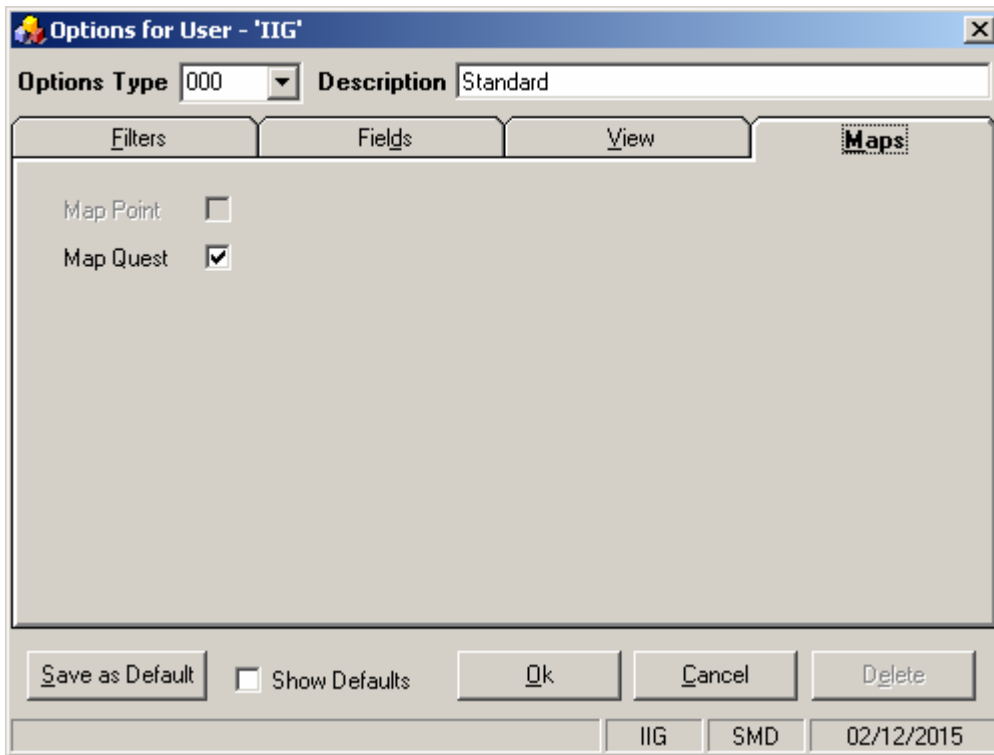 Options for User - 'IIG'
Options Type 000 Description Standard
Filters Fields View Maps
Map Point
Map Quest
Save as Default Show Defaults Ok Cancel Delete
IIG SMD 02/12/2015